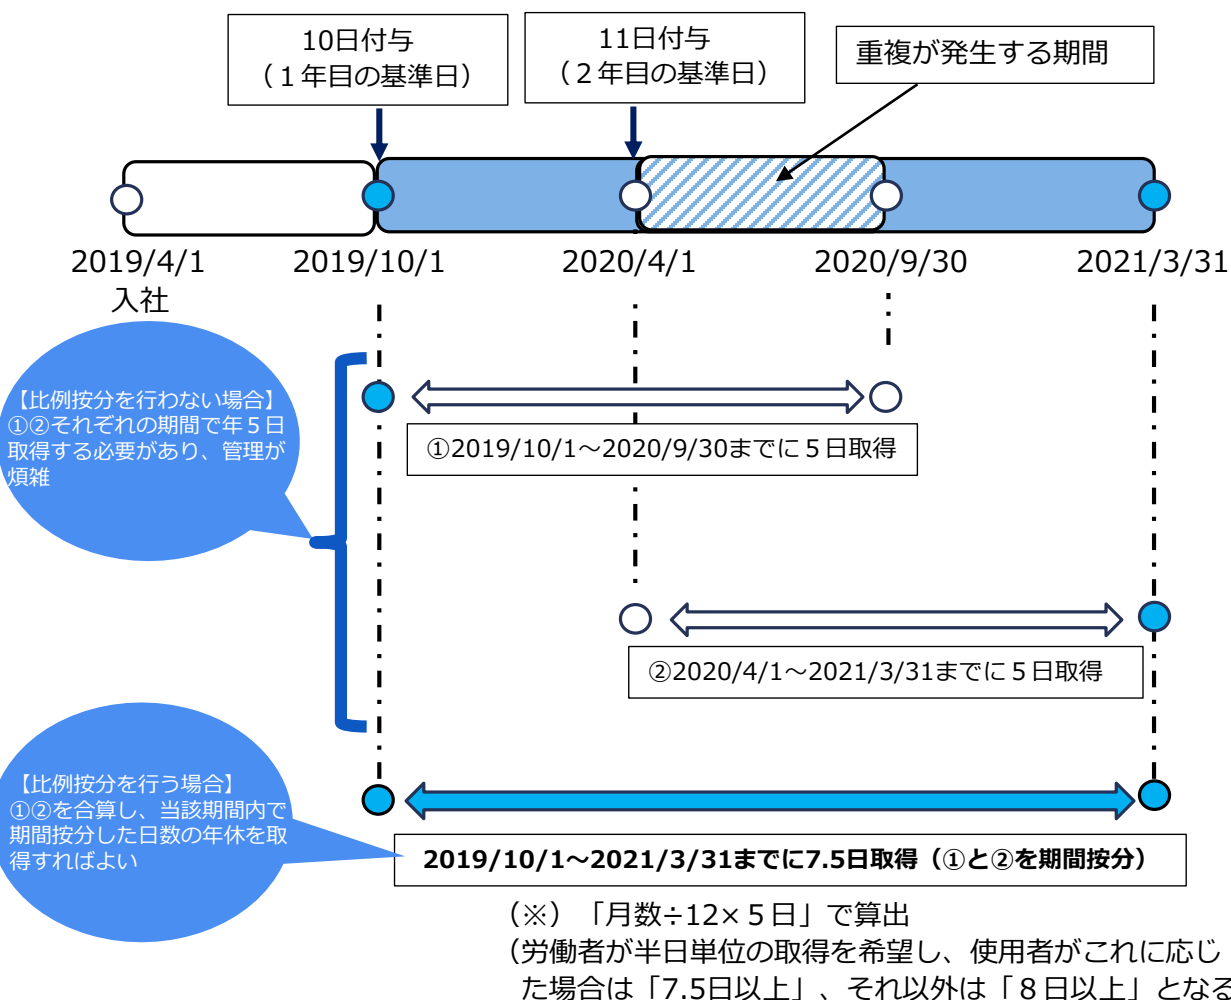 10日付与
（１年目の基準日）
11日付与
（２年目の基準日）
重複が発生する期間
2019/4/1
入社
2019/10/1
2020/4/1
2020/9/30
2021/3/31
【比例按分を行わない場合】
①②それぞれの期間で年５日
取得する必要があり、管理が
煩雑
①2019/10/1～2020/9/30までに５日取得
②2020/4/1～2021/3/31までに５日取得
【比例按分を行う場合】
①②を合算し、当該期間内で
期間按分した日数の年休を取
得すればよい
2019/10/1～2021/3/31までに7.5日取得（①と②を期間按分）
（※）「月数÷12×５日」で算出
（労働者が半日単位の取得を希望し、使用者がこれに応じ
た場合は「7.5日以上」、それ以外は「８日以上」となる